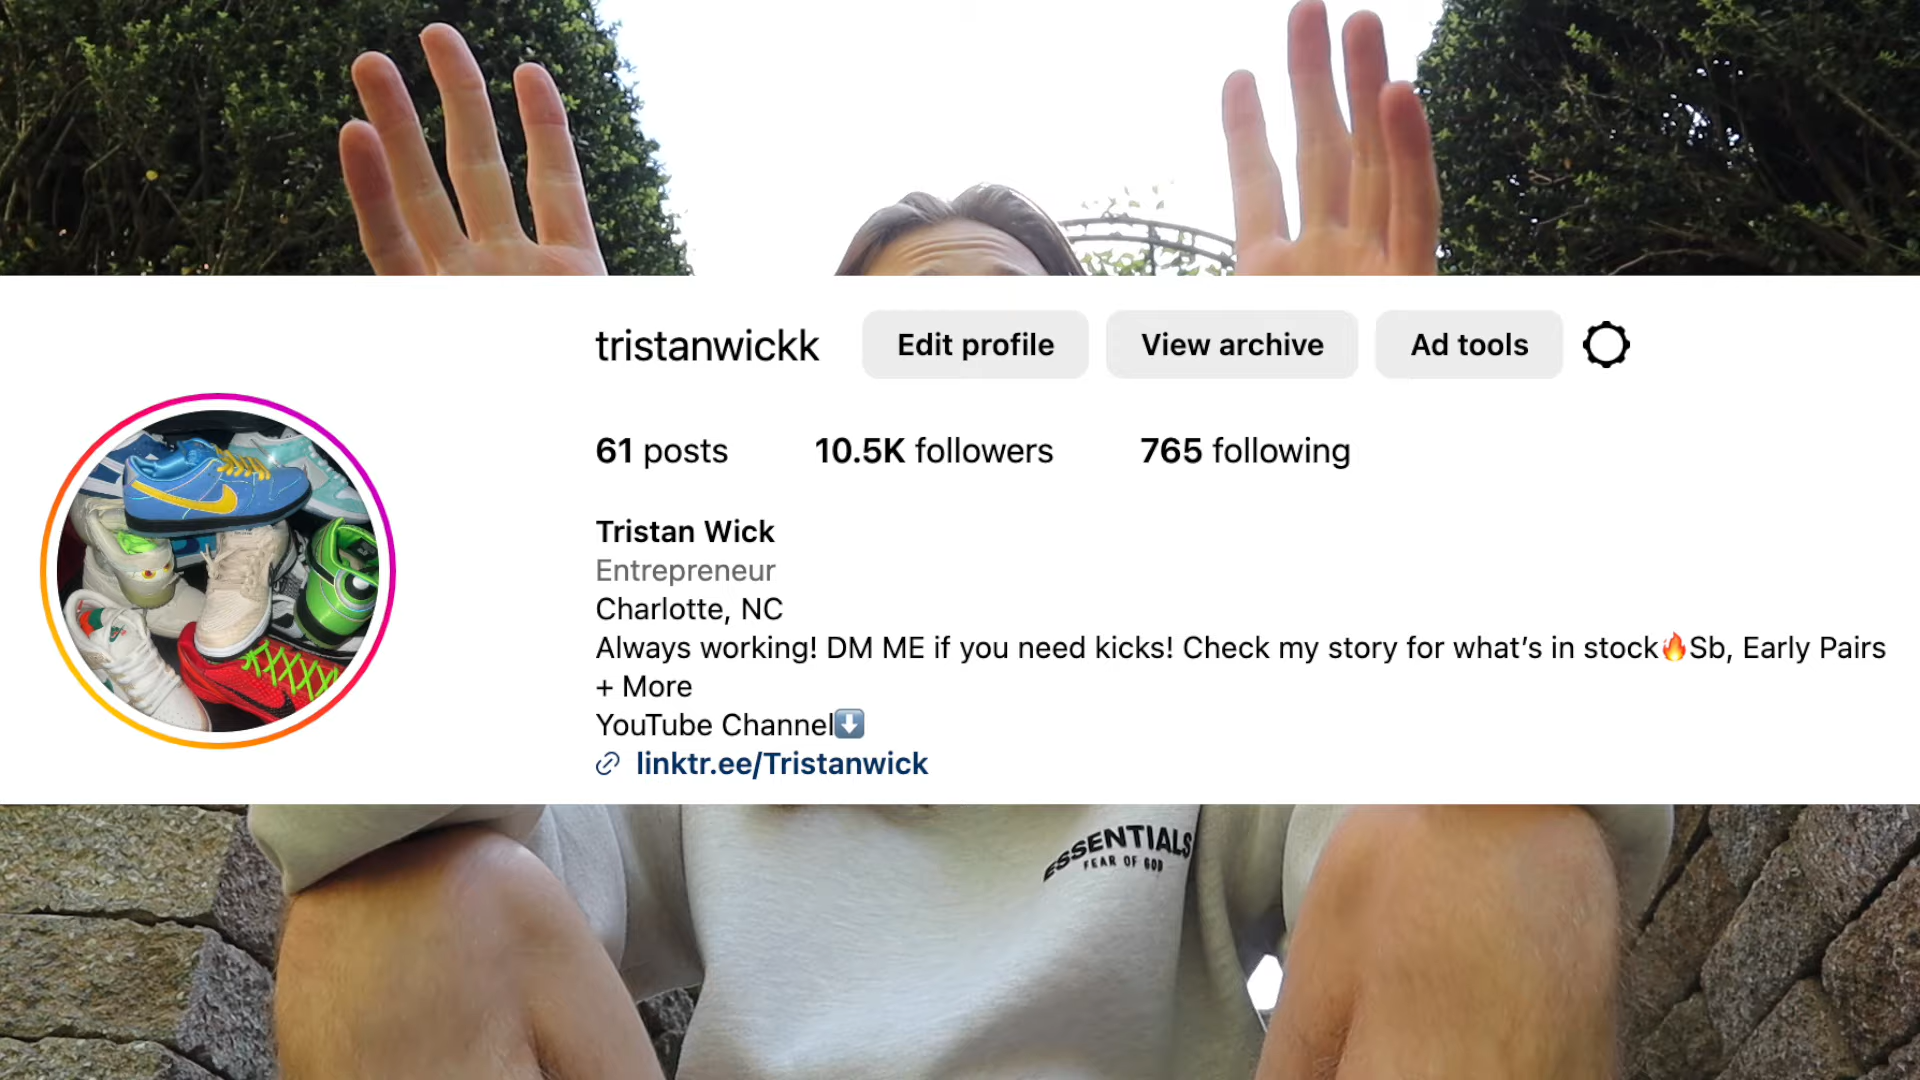 tristanwickk Edit profile View archive Ad tools
61 posts 10.5K followers 765 following
Tristan Wick
Entrepreneur
Charlotte, NC
Always working! DM ME if you need kicks! Check my story for what’s in stock🔥Sb, Early Pairs
+ More
YouTube Channel⬇️
linktr.ee/Tristanwick
ESSENTIALS
FEAR OF GOD